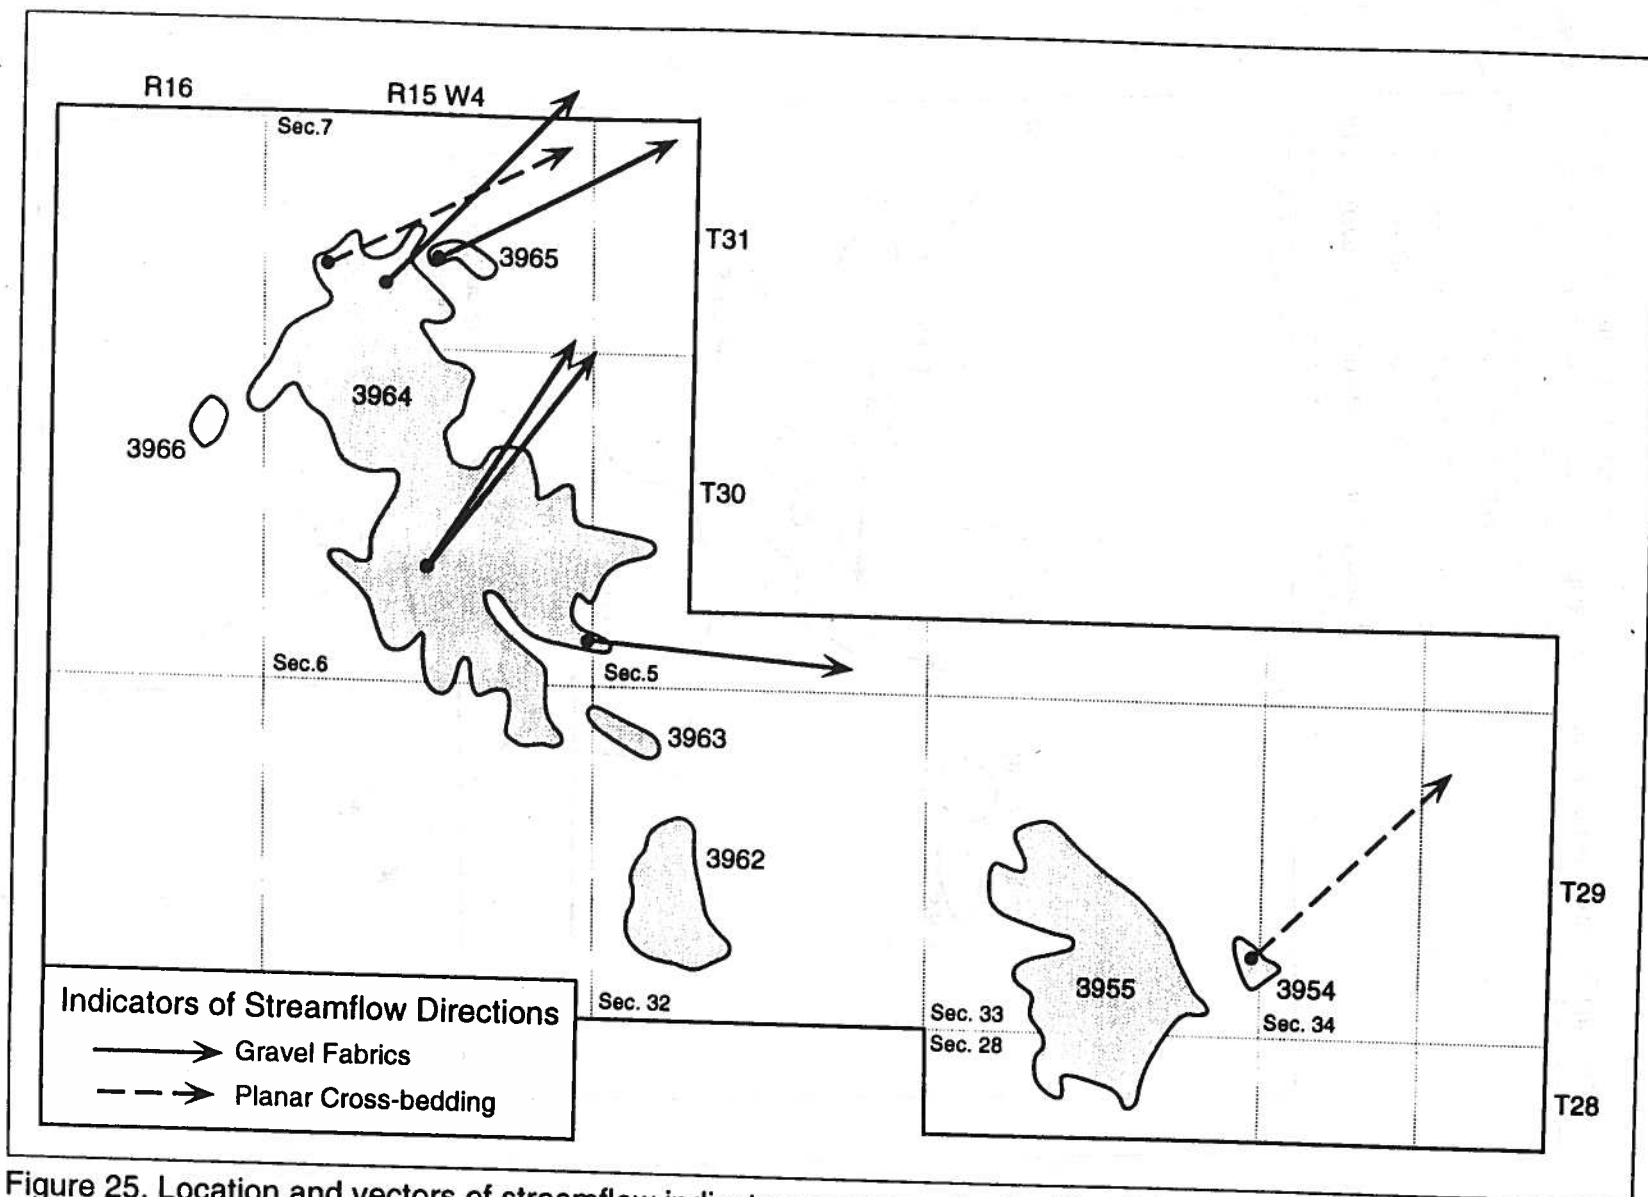 R16
R15 W4
Sec.7
T31
3965
3964
3966
T30
Sec.6
Sec.5
3963
3962
T29
3955
3954
Sec. 32
Sec. 33
Sec. 34
Sec. 28
T28
Indicators of Streamflow Directions
Gravel Fabrics
Planar Cross-bedding
Figure 25. Location and vectors of streamflow